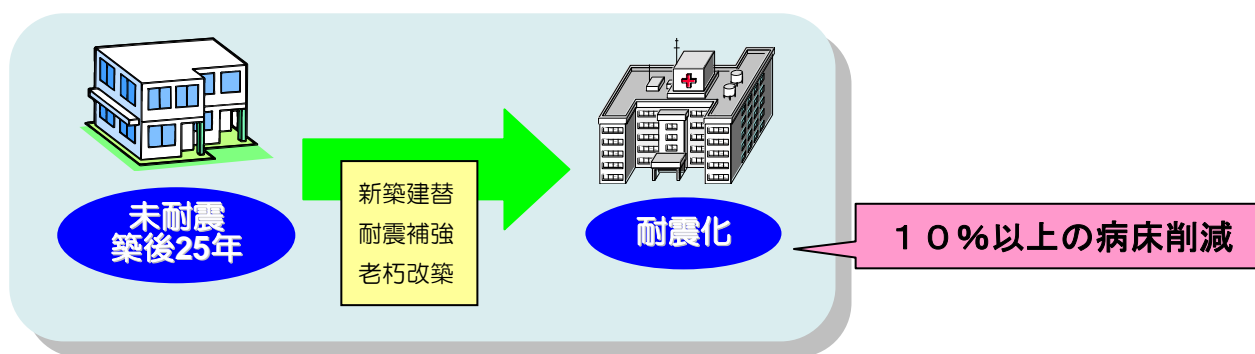 未耐震
築後25年
新築建替
耐震補強
老朽改築
耐震化
１０％以上の病床削減